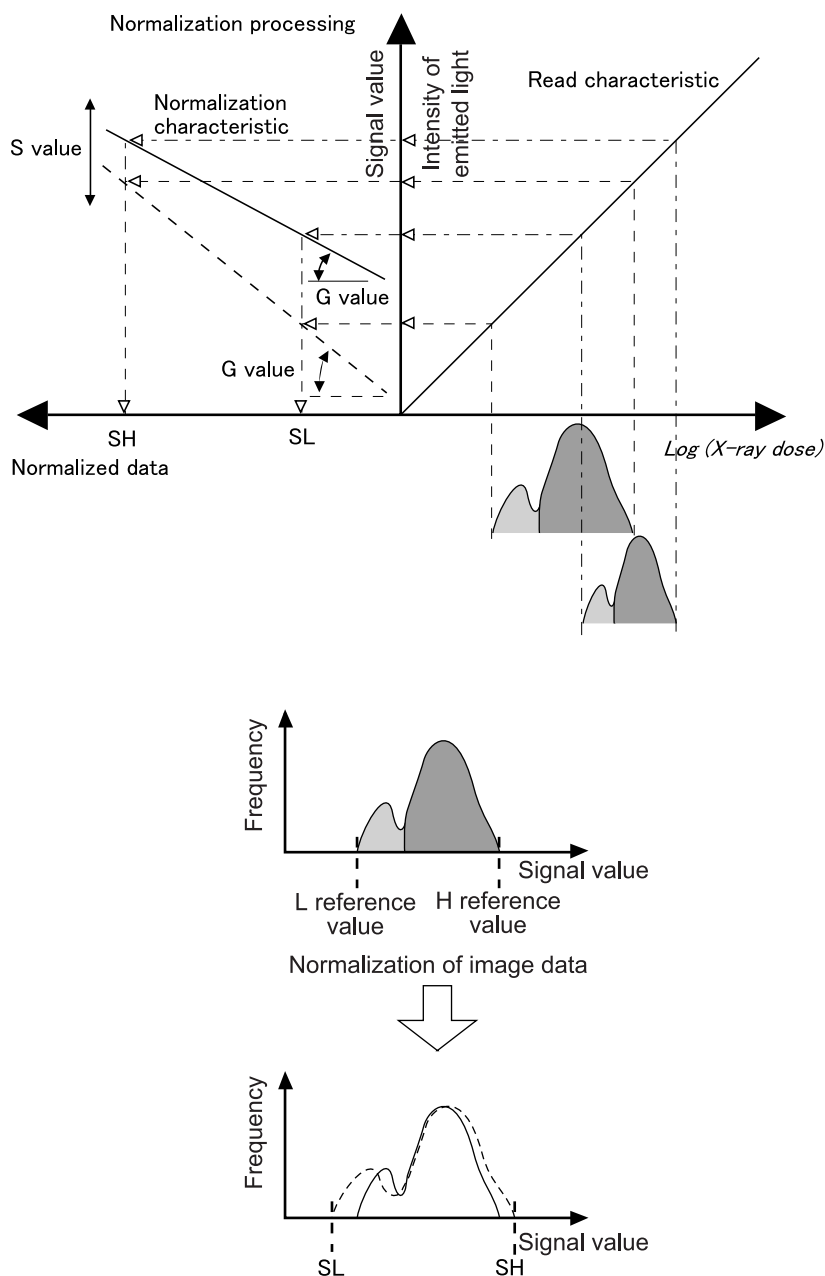 Normalization processing
Signal value
Intensity of
emitted light
Read characteristic
Normalization
characteristic
S value
G value
G value
SH
SL
Log (X-ray dose)
Normalized data
Frequency
Signal value
L reference
value
H reference
value
Normalization of image data
Frequency
Signal value
SL
SH